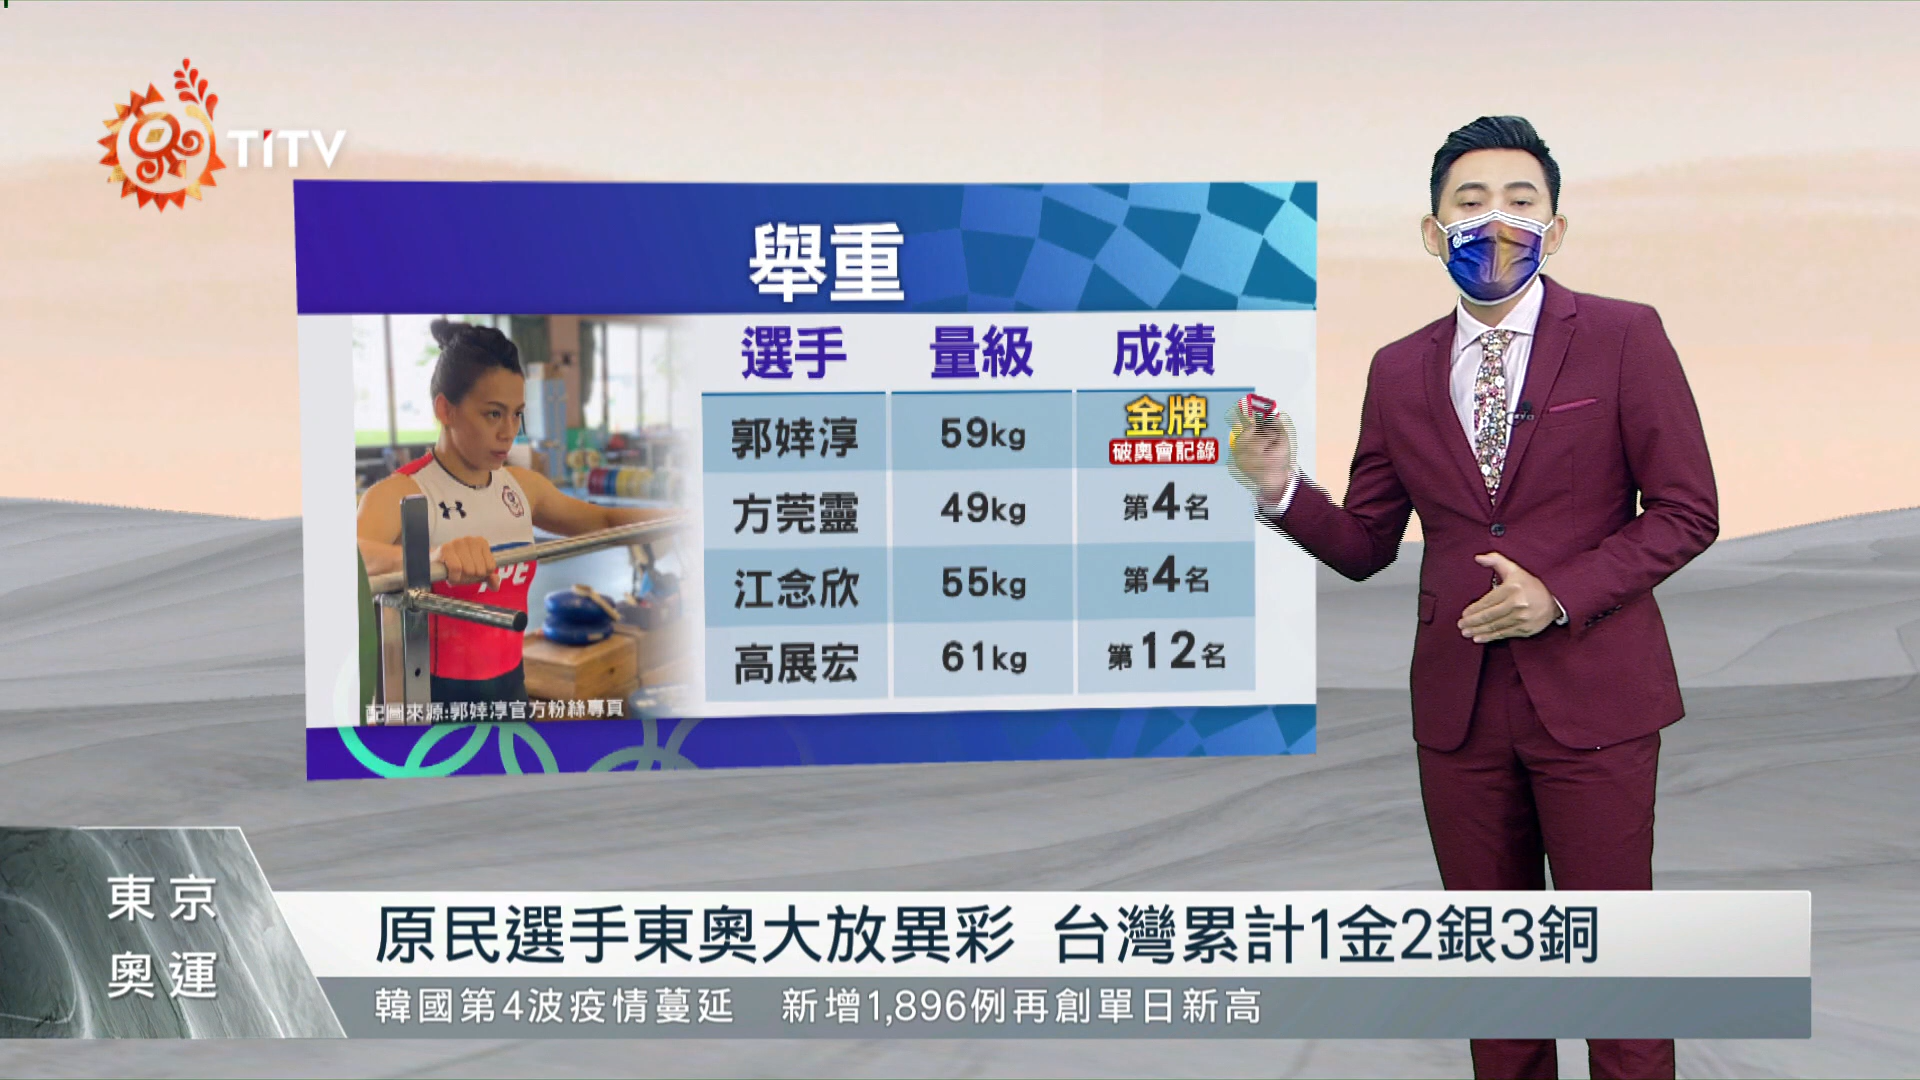 TiTV
舉重
選手 量級 成績
郭婞淳 59kg 金牌
破奧會記錄
方莞靈 49kg 第4名
江念欣 55kg 第4名
高展宏 61kg 第12名
配圖來源:郭婞淳官方粉絲專頁
東京
奧運
原民選手東奧大放異彩 台灣累計1金2銀3銅
韓國第4波疫情蔓延 新增1,896例再創單日新高